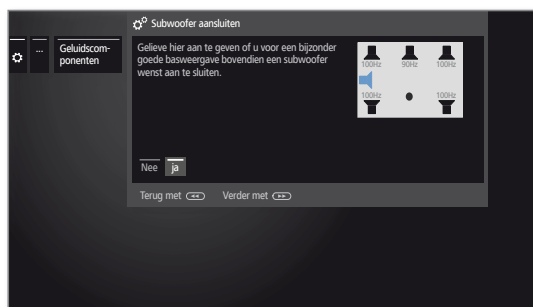 Subwoofer aansluiten
...
Geluidscom-
ponenten
Gelieve hier aan te geven of u voor een bijzonder
goede basweergave bovendien een subwoofer
wenst aan te sluiten.
100Hz 90Hz 100Hz
100Hz 100Hz
Nee ja
Terug met Verder met